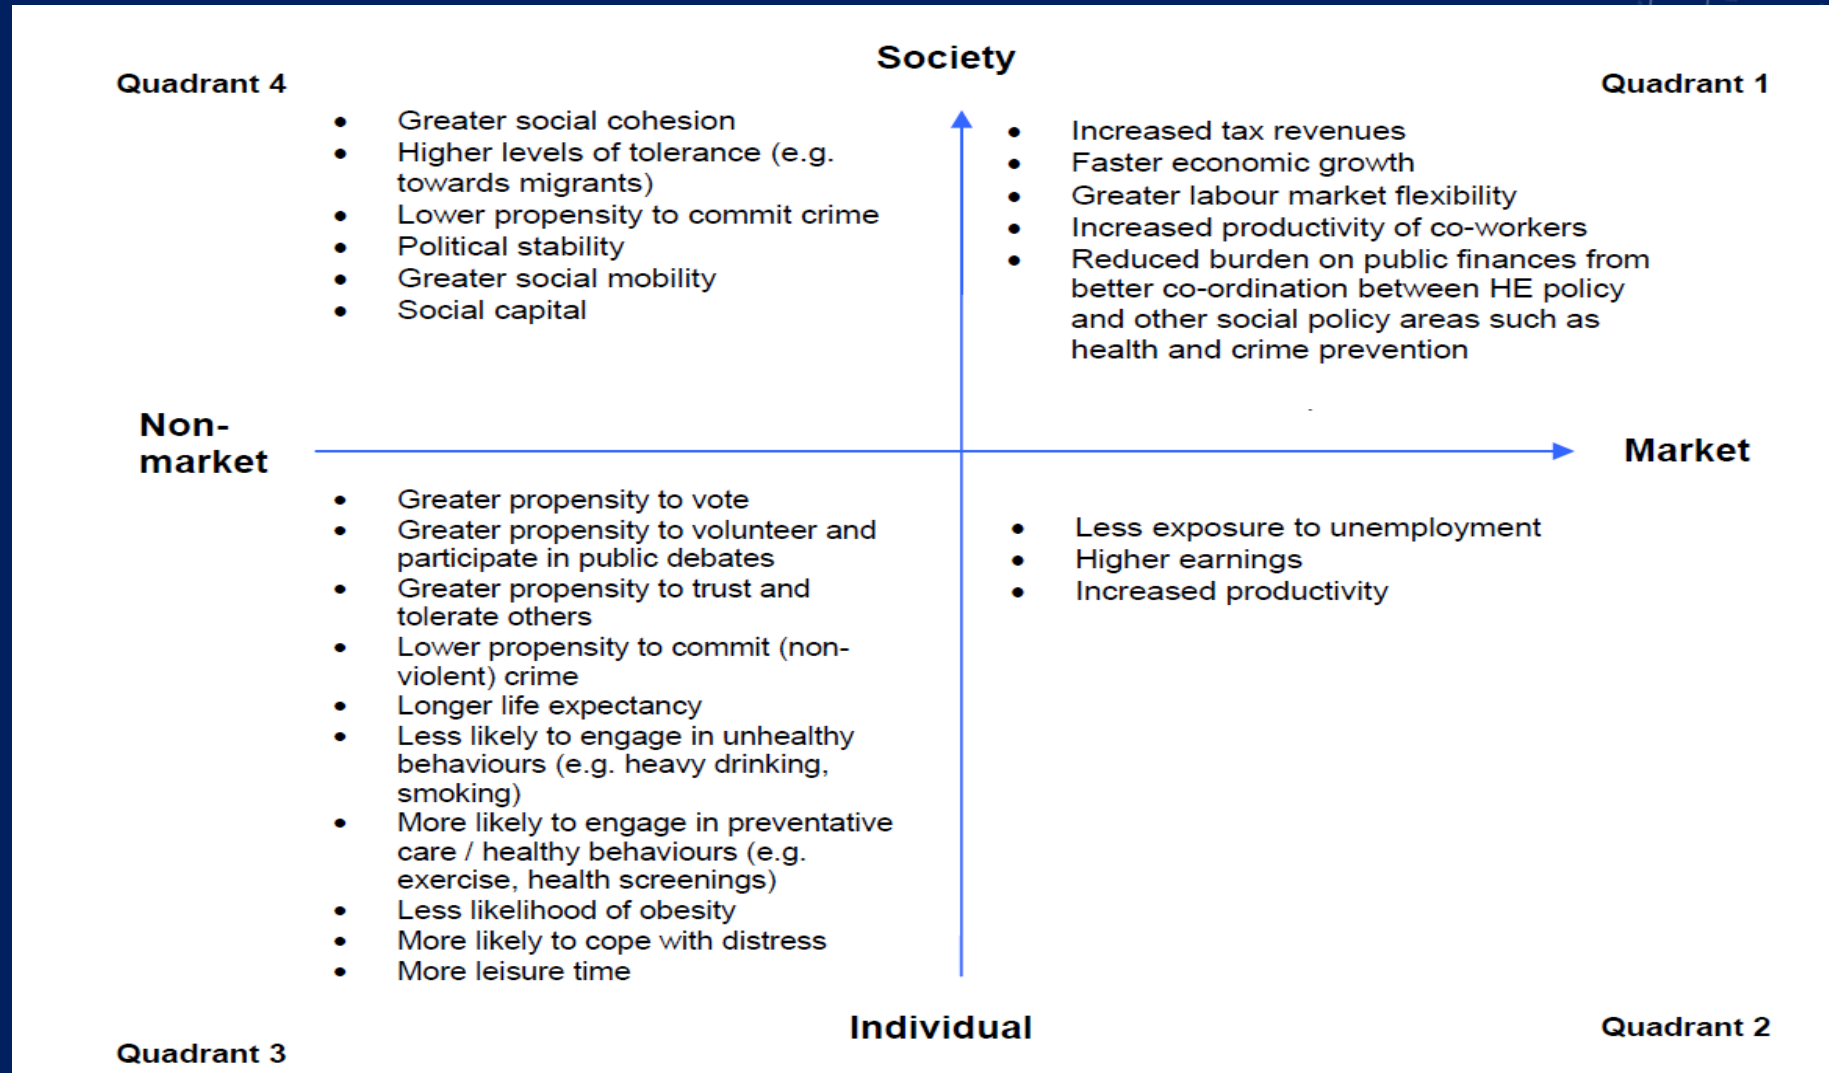 Society
Quadrant 4
Quadrant 1
• Greater social cohesion
• Higher levels of tolerance (e.g.
towards migrants)
• Lower propensity to commit crime
• Political stability
• Greater social mobility
• Social capital
• Increased tax revenues
• Faster economic growth
• Greater labour market flexibility
• Increased productivity of co-workers
• Reduced burden on public finances from
better co-ordination between HE policy
and other social policy areas such as
health and crime prevention
Non-
market
Market
• Greater propensity to vote
• Greater propensity to volunteer and
participate in public debates
• Greater propensity to trust and
tolerate others
• Lower propensity to commit (non-
violent) crime
• Longer life expectancy
• Less likely to engage in unhealthy
behaviours (e.g. heavy drinking,
smoking)
• More likely to engage in preventative
care / healthy behaviours (e.g.
exercise, health screenings)
• Less likelihood of obesity
• More likely to cope with distress
• More leisure time
• Less exposure to unemployment
• Higher earnings
• Increased productivity
Individual
Quadrant 3
Quadrant 2